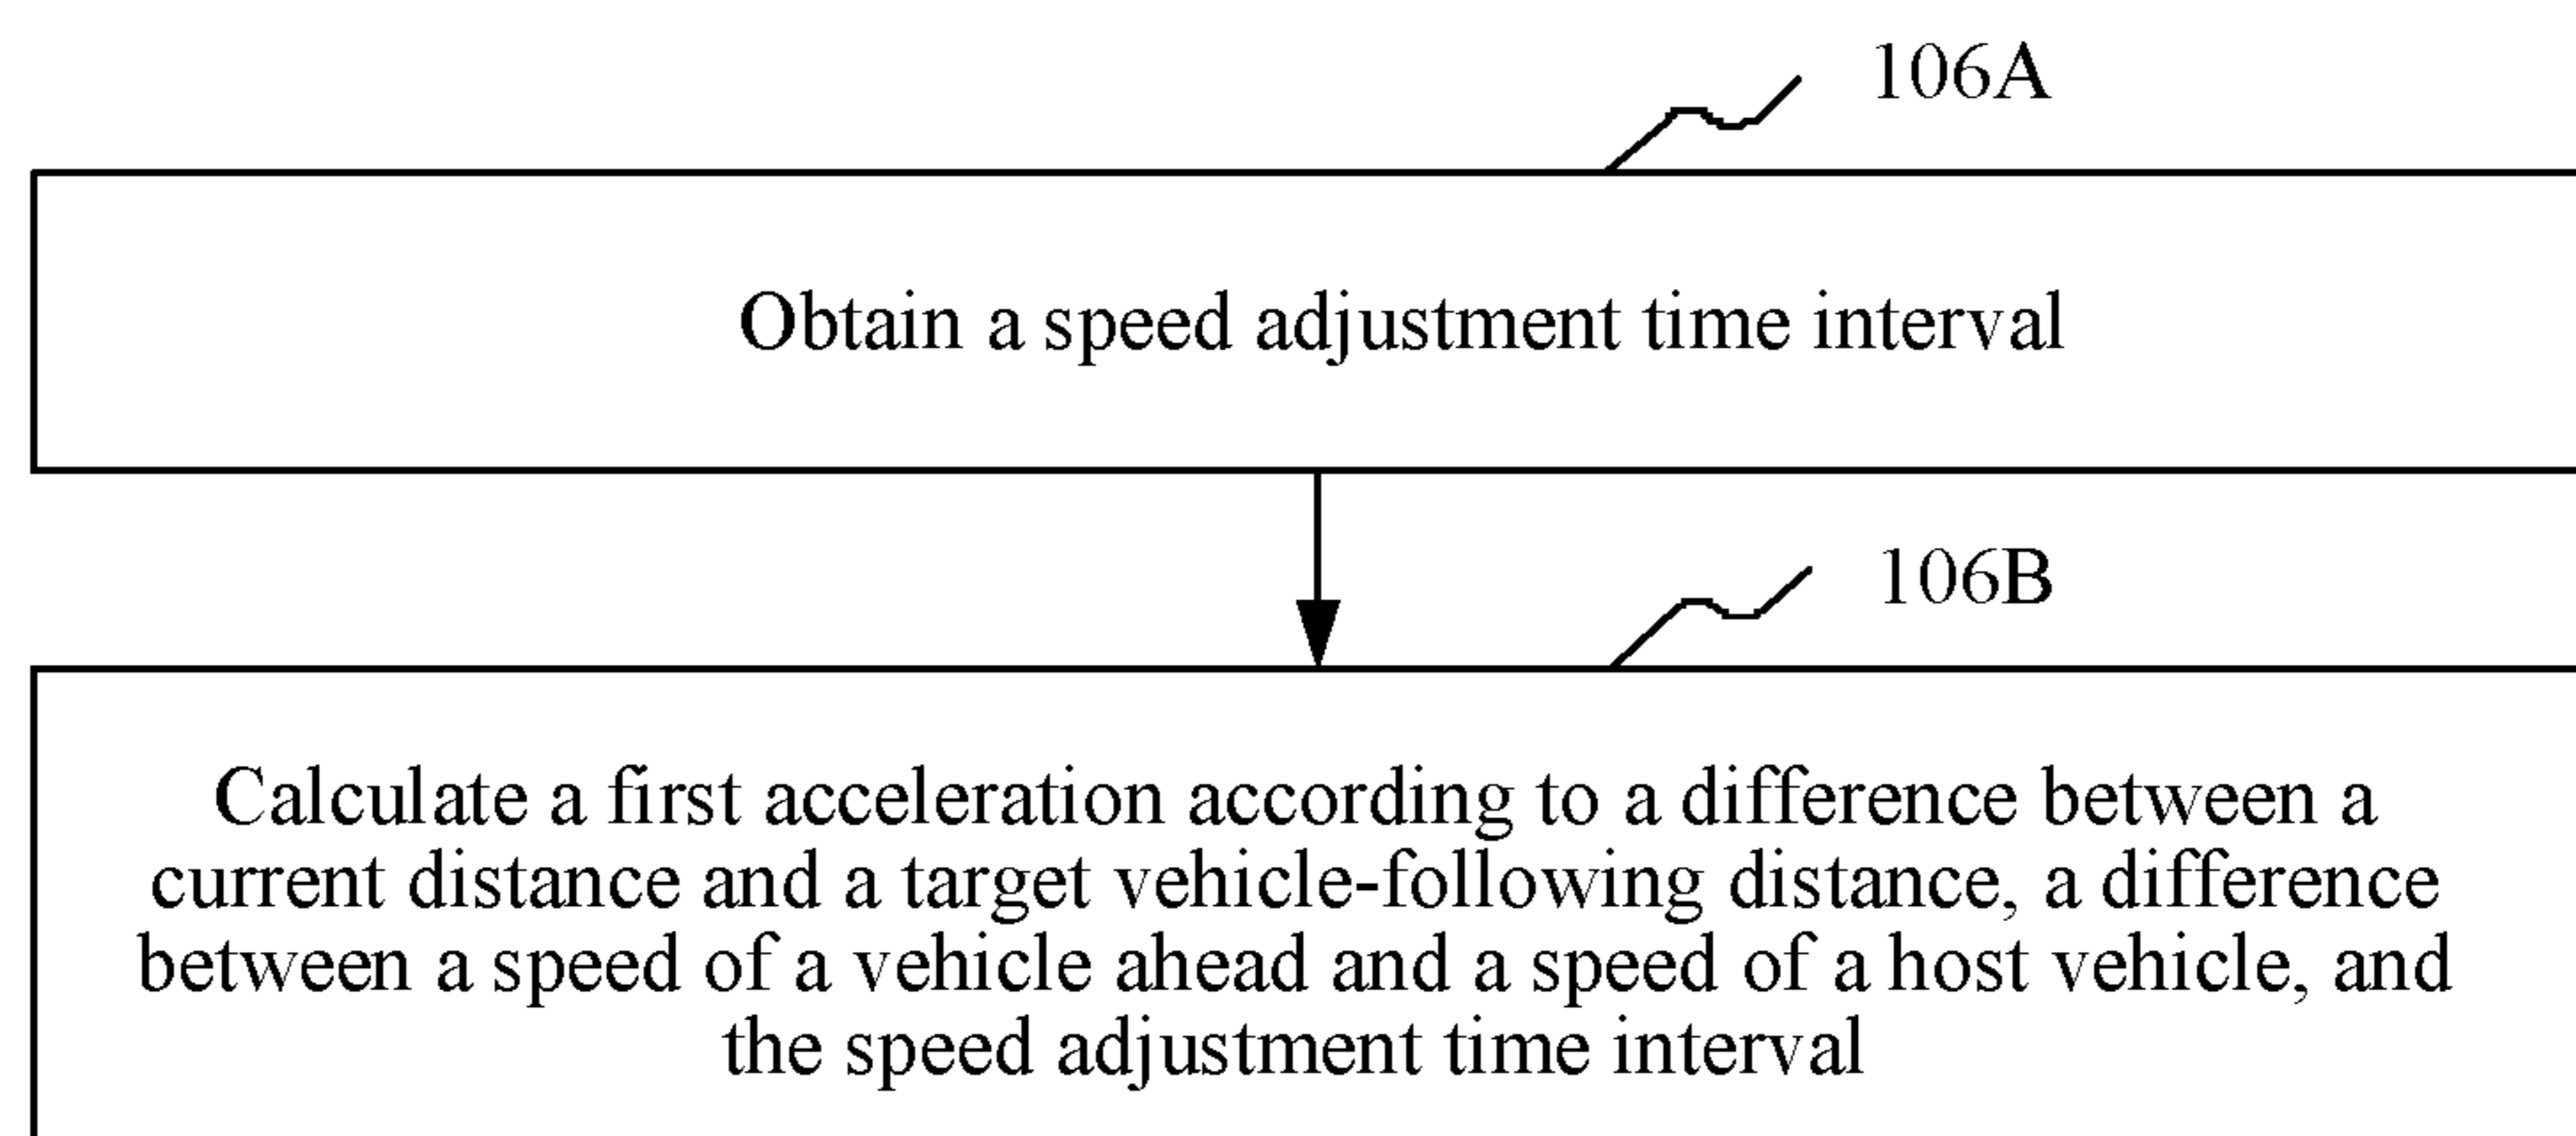 106A
Obtain a speed adjustment time interval
106B
Calculate a first acceleration according to a difference between a
current distance and a target vehicle-following distance, a difference
between a speed of a vehicle ahead and a speed of a host vehicle, and
the speed adjustment time interval